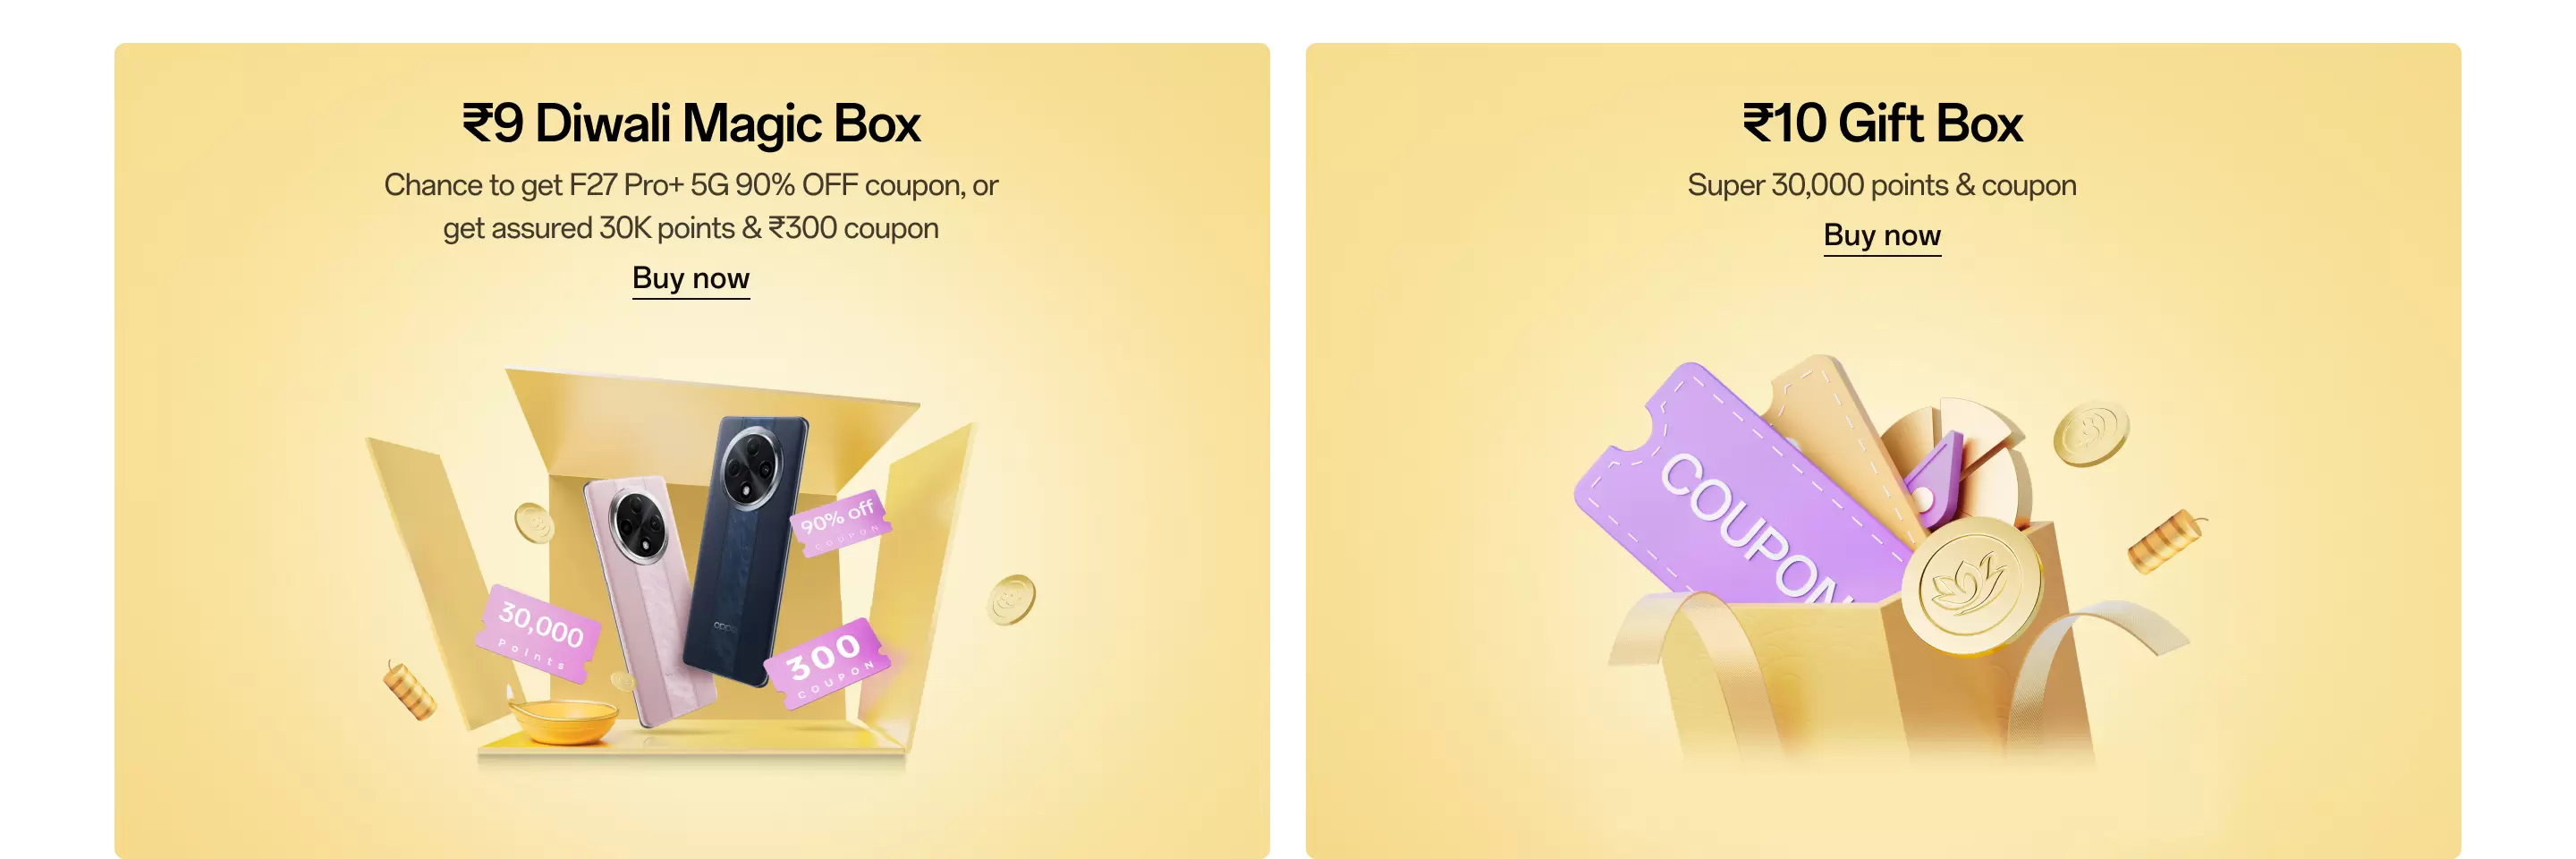 ₹9 Diwali Magic Box
Chance to get F27 Pro+ 5G 90% OFF coupon, or
get assured 30K points & ₹300 coupon
Buy now
90% off
COUPON
30,000
Points
oppo
300
COUPON
₹10 Gift Box
Super 30,000 points & coupon
Buy now
COUPON